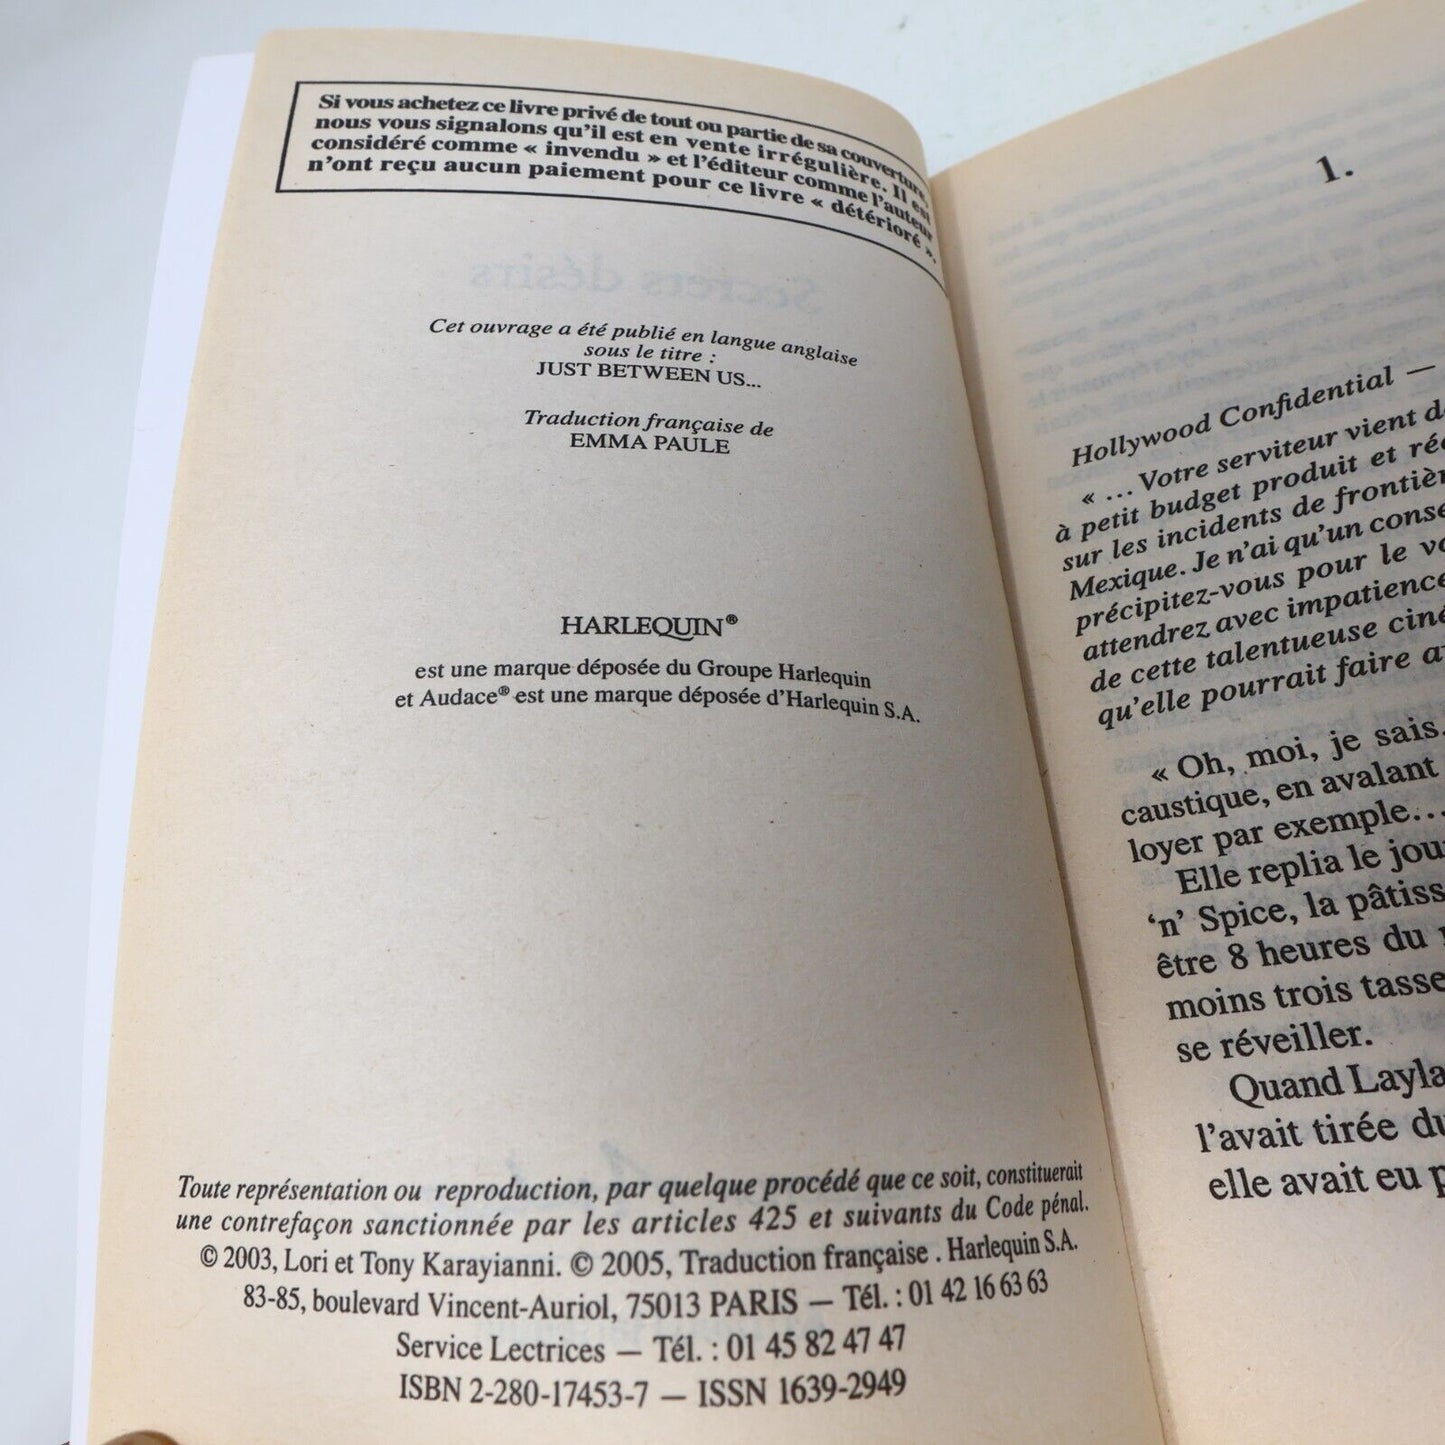 Si vous achetez ce livre privé de tout ou partie de sa couverture,
nous vous signalons qu'il est en vente irrégulière. Il est
considéré comme « invendu » et l'éditeur comme l'auteur
n'ont reçu aucun paiement pour ce livre « détérioré ».
Secrets désirs
Cet ouvrage a été publié en langue anglaise
sous le titre :
JUST BETWEEN US...
Traduction française de
EMMA PAULE
HARLEQUIN®
est une marque déposée du Groupe Harlequin
et Audace® est une marque déposée d'Harlequin S.A.
Toute représentation ou reproduction, par quelque procédé que ce soit, constituerait
une contrefaçon sanctionnée par les articles 425 et suivants du Code pénal.
© 2003, Lori et Tony Karayianni. © 2005, Traduction française . Harlequin S.A.
83-85, boulevard Vincent-Auriol, 75013 PARIS — Tél. : 01 42 16 63 63
Service Lectrices — Tél. : 01 45 82 47 47
ISBN 2-280-17453-7 — ISSN 1639-2949
1.
Hollywood Confidential —
« ... Votre serviteur vient d
à petit budget produit et ré
sur les incidents de frontièr
Mexique. Je n'ai qu'un conse
précipitez-vous pour le vo
attendrez avec impatience
de cette talentueuse ciné
qu'elle pourrait faire a
« Oh, moi, je sais.
caustique, en avalant
loyer par exemple...
Elle replia le jour
'n' Spice, la pâtiss
être 8 heures du
moins trois tasse
se réveiller.
Quand Layla
l'avait tirée du
elle avait eu p